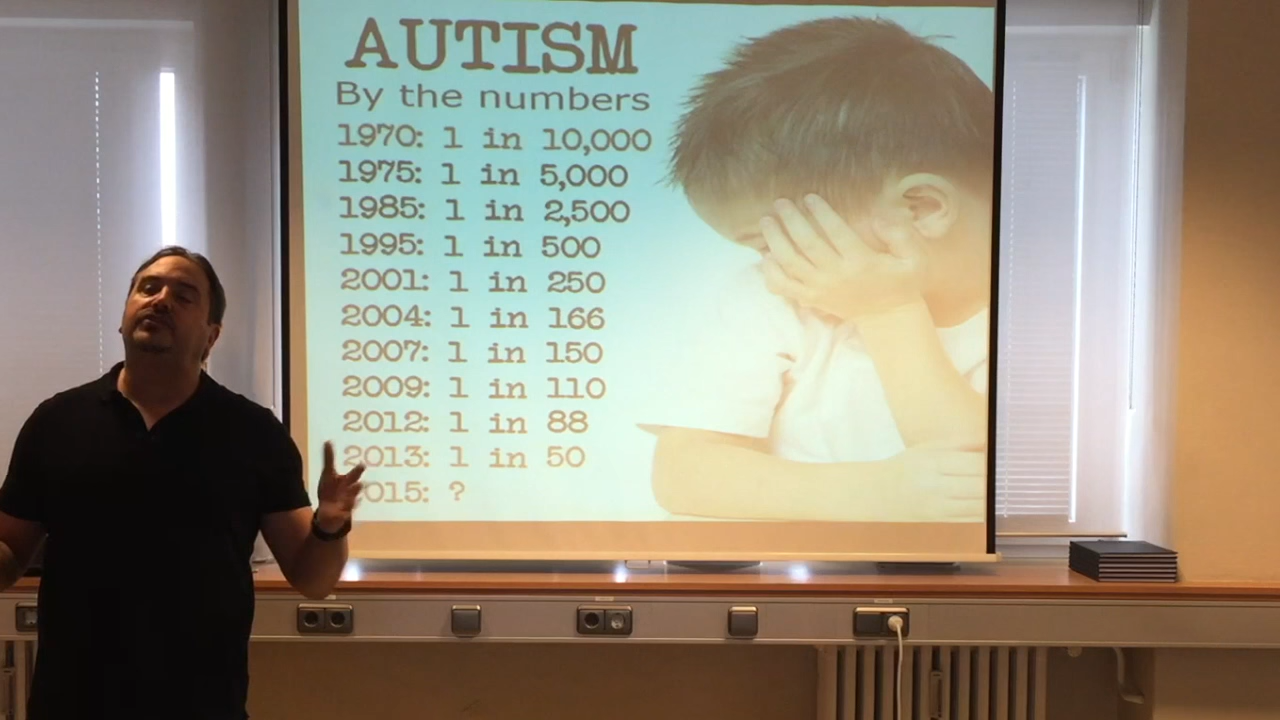 AUTISM
By the numbers
1970: 1 in 10,000
1975: 1 in 5,000
1985: 1 in 2,500
1995: 1 in 500
2001: 1 in 250
2004: 1 in 166
2007: 1 in 150
2009: 1 in 110
2012: 1 in 88
2013: 1 in 50
2015: ?